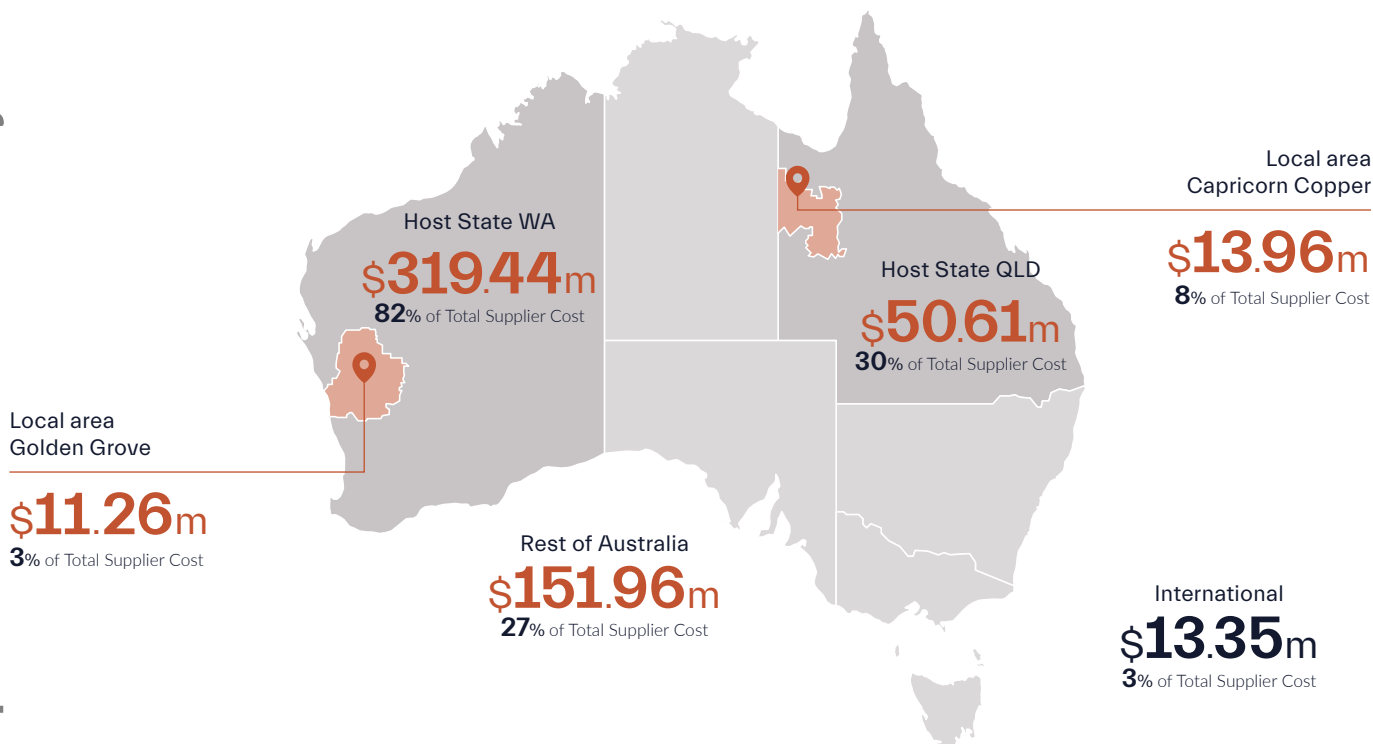 Local area
Capricorn Copper
$13.96m
8% of Total Supplier Cost
Host State WA
$319.44m
82% of Total Supplier Cost
Host State QLD
$50.61m
30% of Total Supplier Cost
Local area
Golden Grove
$11.26m
3% of Total Supplier Cost
Rest of Australia
$151.96m
27% of Total Supplier Cost
International
$13.35m
3% of Total Supplier Cost